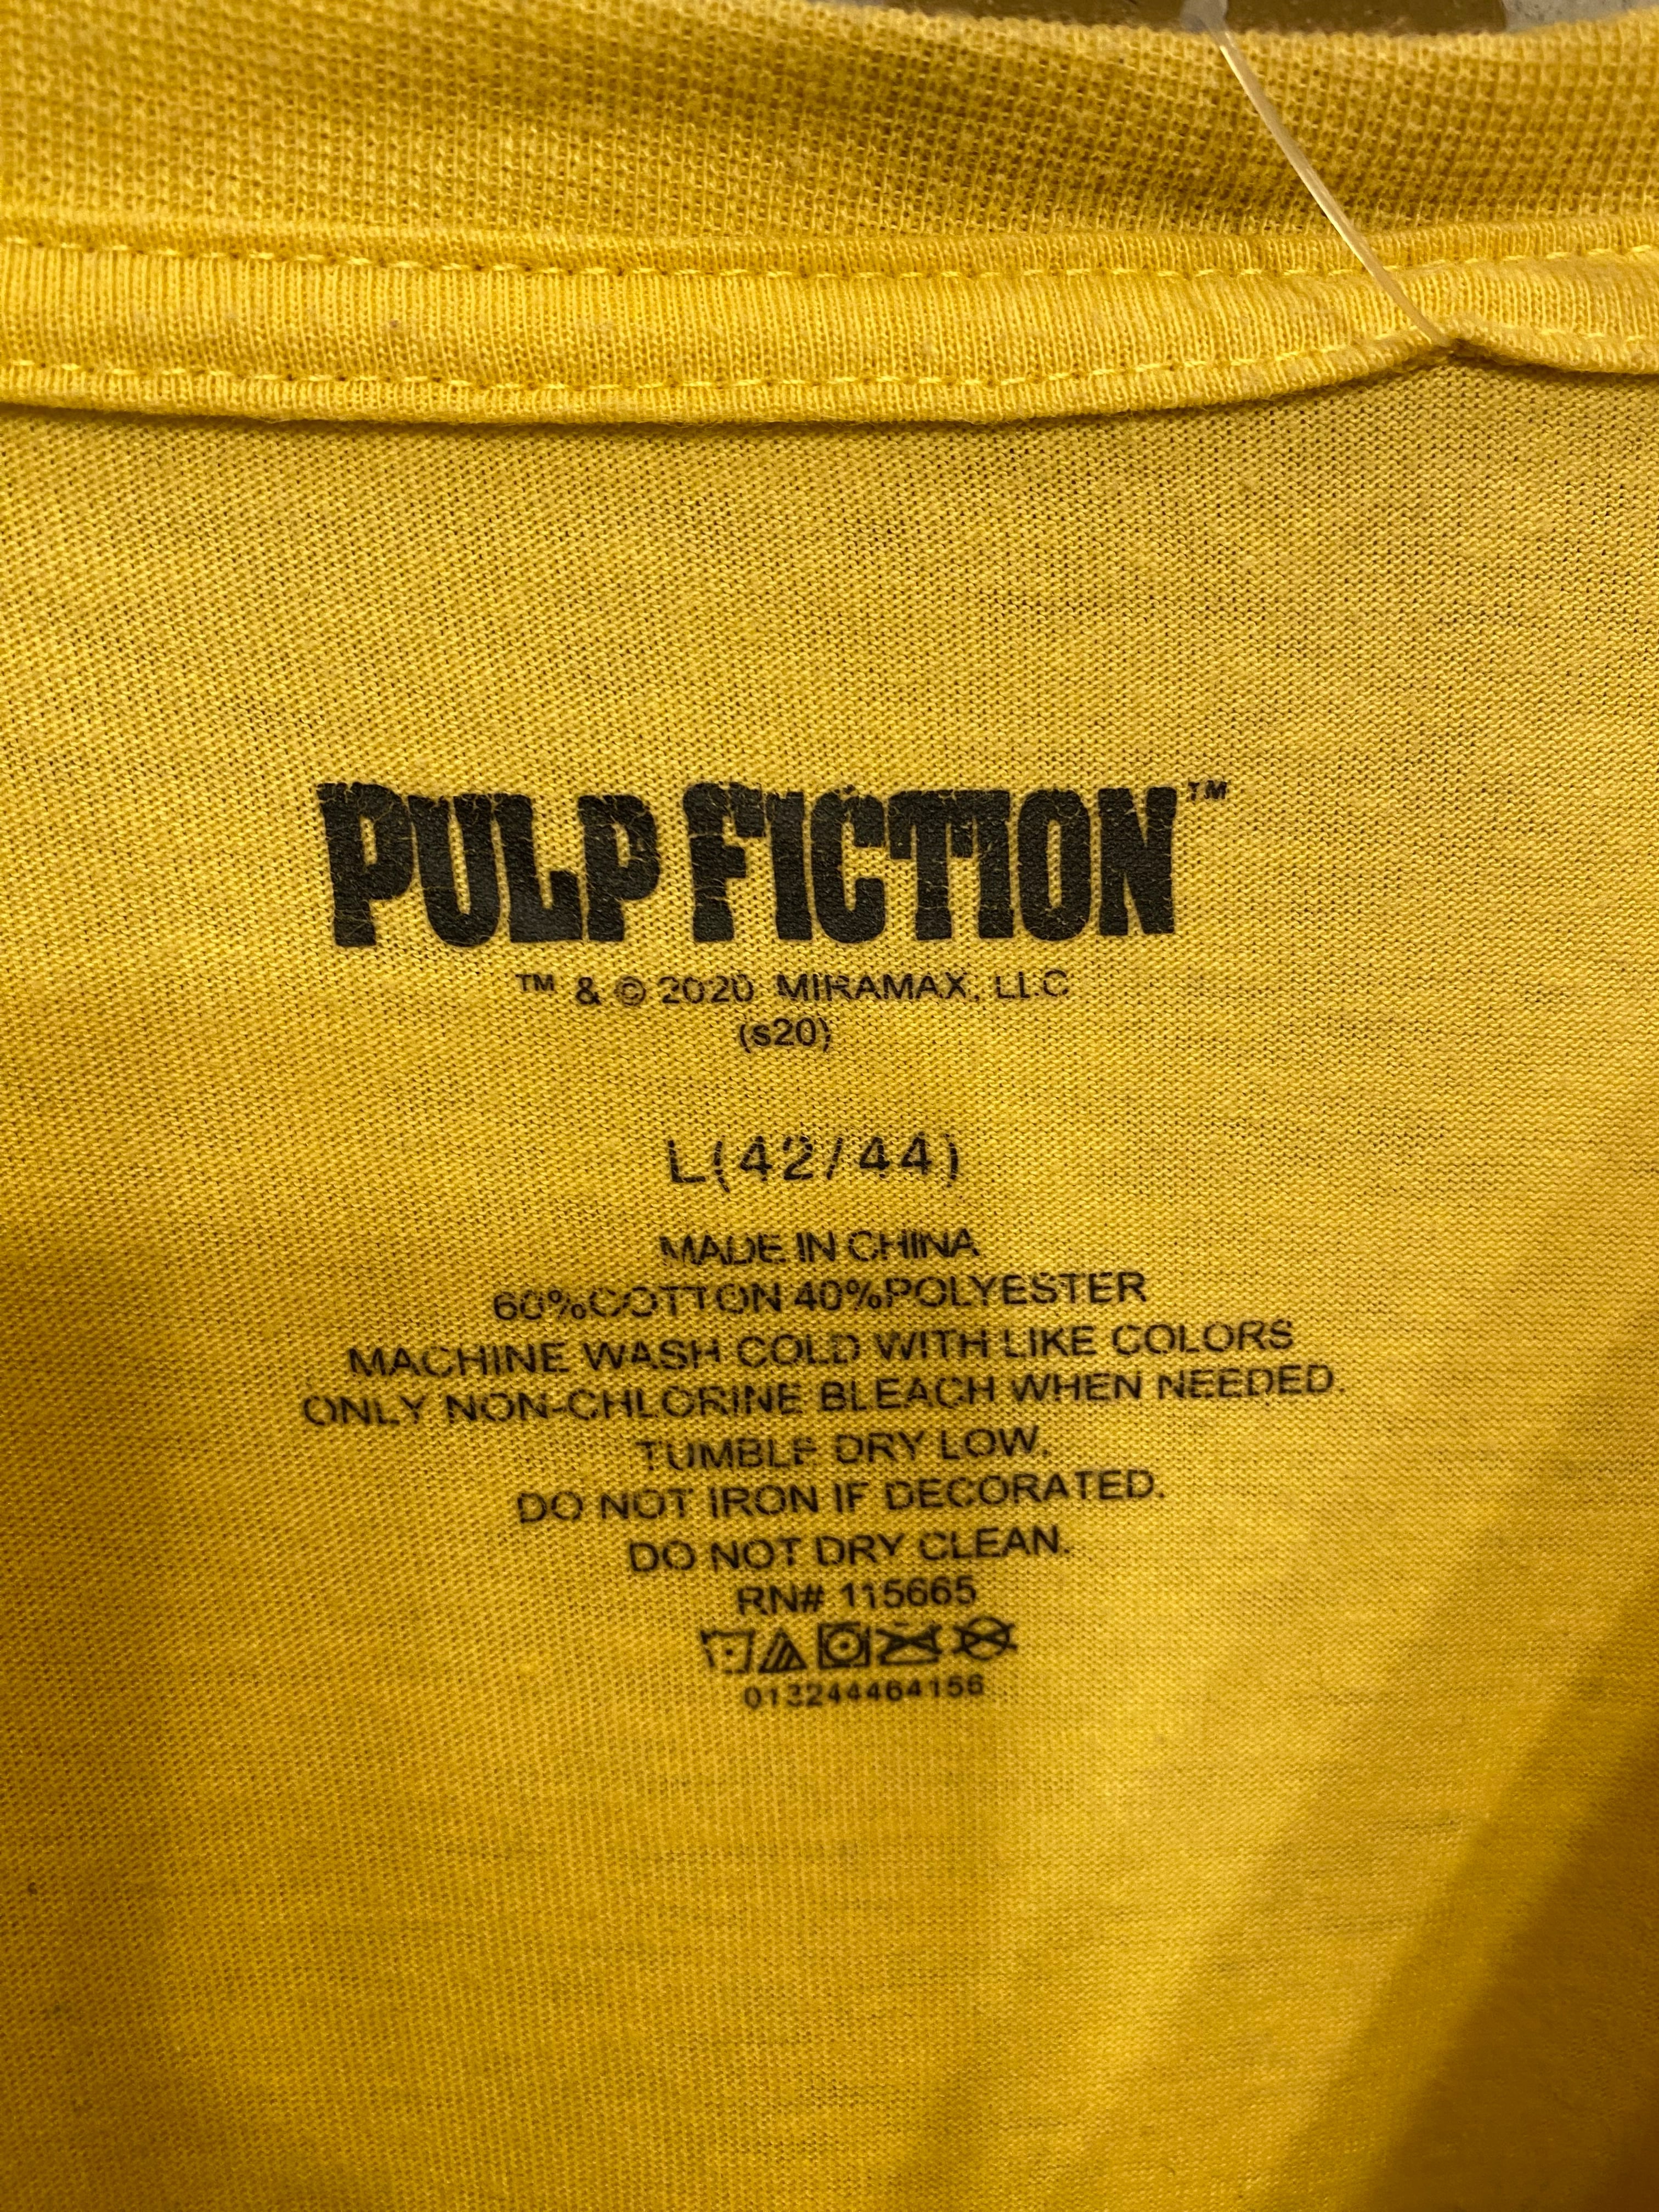 PULP FICTION™
™ & © 2020 MIRAMAX, LLC
(s20)
L(42/44)
MADE IN CHINA
60%COTTON 40%POLYESTER
MACHINE WASH COLD WITH LIKE COLORS
ONLY NON-CHLORINE BLEACH WHEN NEEDED.
TUMBLE DRY LOW.
DO NOT IRON IF DECORATED.
DO NOT DRY CLEAN.
RN# 115665
013244464156